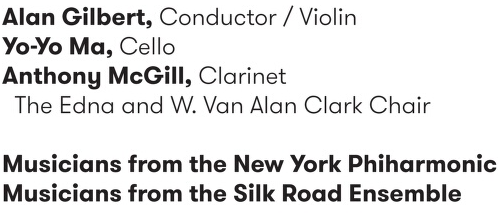 Alan Gilbert, Conductor / Violin
Yo-Yo Ma, Cello
Anthony McGill, Clarinet
The Edna and W. Van Alan Clark Chair
Musicians from the New York Phiharmonic
Musicians from the Silk Road Ensemble